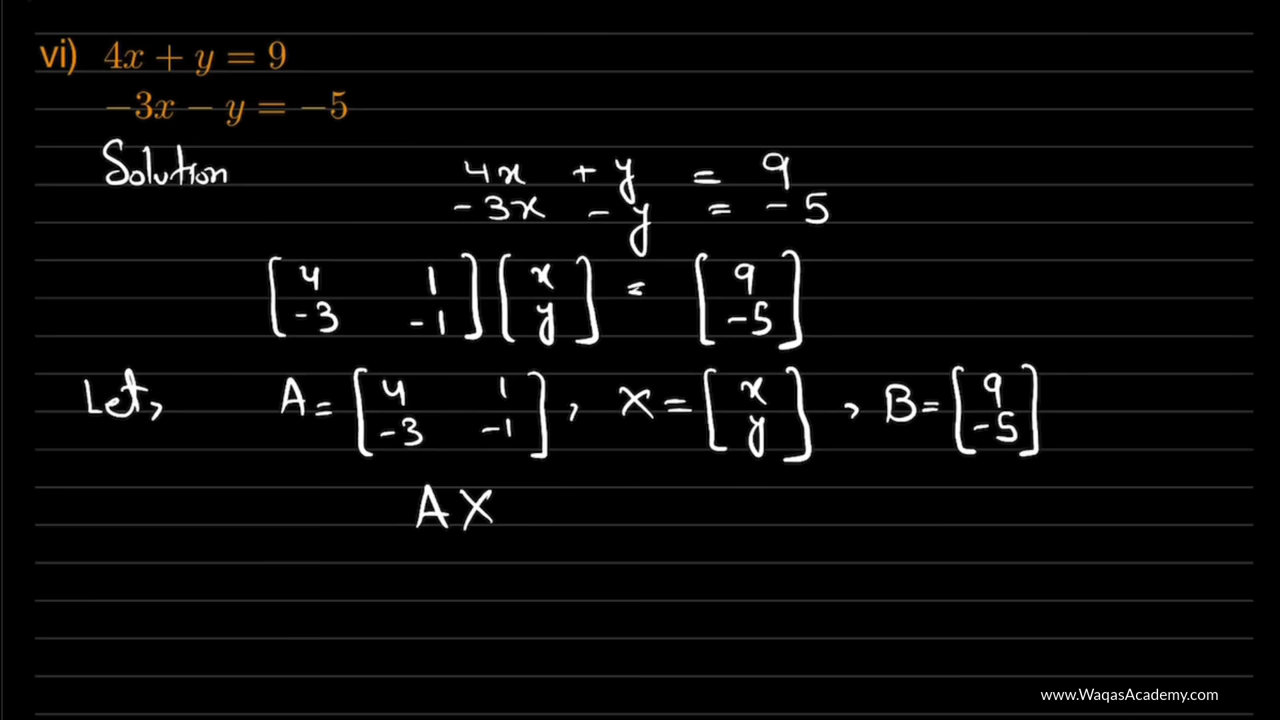 vi) 4x + y = 9
−3x − y = −5
Solution
4x + y = 9
-3x - y = -5
[4 1 -3 -1] [x y] = [9 -5]
Let, A = [4 1 -3 -1], X = [x y], B = [9 -5]
AX
www.WaqasAcademy.com